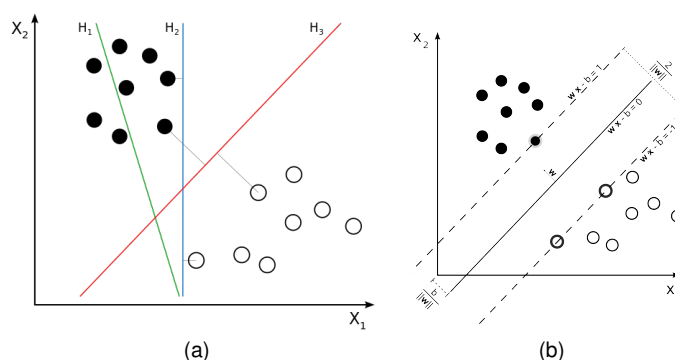 X₂
H₁
H₂
H₃
X₁
(a)
X₂
w x - b = 1
2
||w||
w x - b = 0
w x - b = -1
w
b
||w||
X
(b)